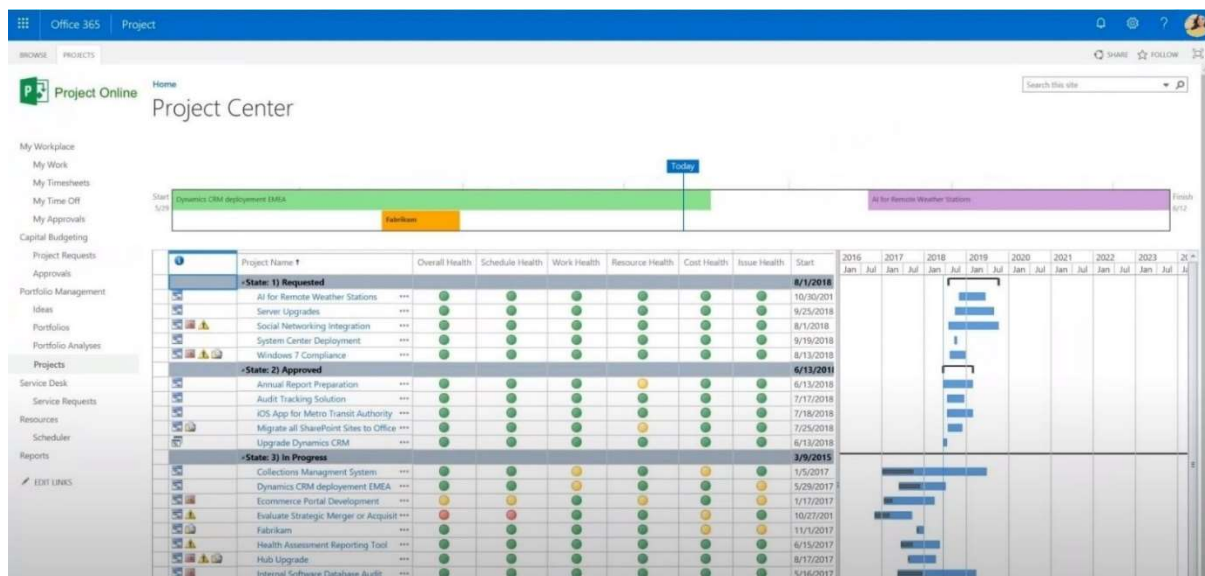 Office 365 Project
BROWSE PROJECTS
SHARE FOLLOW
Project Online
Home
Search this site
Project Center
My Workplace
My Work
My Timesheets
My Time Off
My Approvals
Capital Budgeting
Project Requests
Approvals
Portfolio Management
Ideas
Portfolios
Portfolio Analyses
Projects
Service Desk
Service Requests
Resources
Scheduler
Reports
EDIT LINKS
Today
Start
5/29
Dynamics CRM deployement EMEA
AI for Remote Weather Stations
Finish
8/12
Fabrikam
Project Name Overall Health Schedule Health Work Health Resource Health Cost Health Issue Health Start
2016 2017 2018 2019 2020 2021 2022 2023
Jan Jul Jan Jul Jan Jul Jan Jul Jan Jul Jan Jul Jan Jul Jan Jul
State: 1) Requested 8/1/2018
AI for Remote Weather Stations ... 10/30/201
Server Upgrades ... 9/25/2018
Social Networking Integration ... 8/1/2018
System Center Deployment ... 9/19/2018
Windows 7 Compliance ... 8/13/2018
State: 2) Approved 6/13/201
Annual Report Preparation ... 6/13/2018
Audit Tracking Solution ... 7/17/2018
iOS App for Metro Transit Authority ... 7/18/2018
Migrate all SharePoint Sites to Office ... 7/25/2018
Upgrade Dynamics CRM ... 6/13/2018
State: 3) In Progress 3/9/2015
Collections Managment System ... 1/5/2017
Dynamics CRM deployement EMEA ... 5/29/2017
Ecommerce Portal Development ... 1/17/2017
Evaluate Strategic Merger or Acquisit ... 10/27/201
Fabrikam ... 11/1/2017
Health Assessment Reporting Tool ... 6/15/2017
Hub Upgrade ... 8/17/2017
Internal Software Database Audit ... 5/16/2017